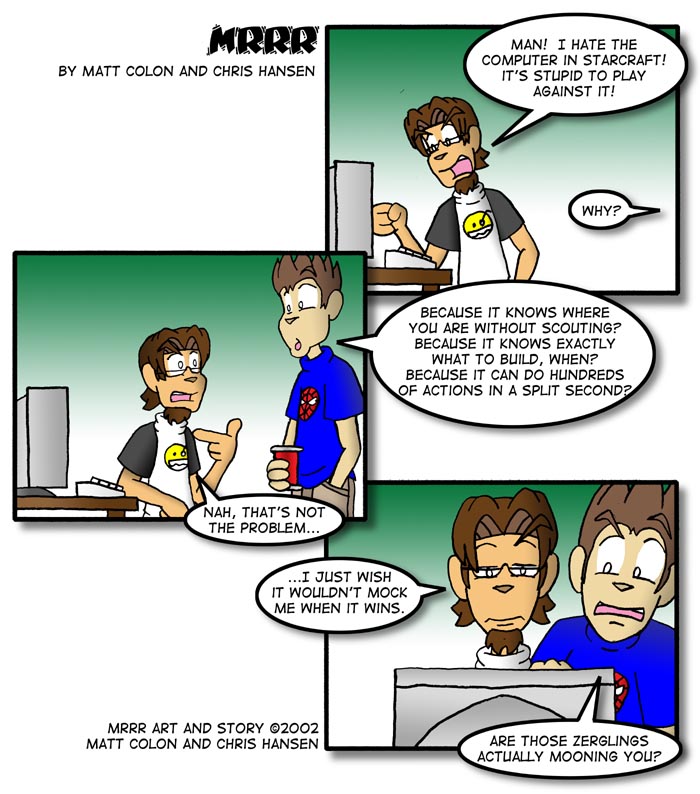 MRRR
BY MATT COLON AND CHRIS HANSEN
MAN! I HATE THE
COMPUTER IN STARCRAFT!
IT'S STUPID TO PLAY
AGAINST IT!
WHY?
BECAUSE IT KNOWS WHERE
YOU ARE WITHOUT SCOUTING?
BECAUSE IT KNOWS EXACTLY
WHAT TO BUILD, WHEN?
BECAUSE IT CAN DO HUNDREDS
OF ACTIONS IN A SPLIT SECOND?
NAH, THAT'S NOT
THE PROBLEM...
...I JUST WISH
IT WOULDN'T MOCK
ME WHEN IT WINS.
ARE THOSE ZERGLINGS
ACTUALLY MOONING YOU?
MRRR ART AND STORY ©2002
MATT COLON AND CHRIS HANSEN